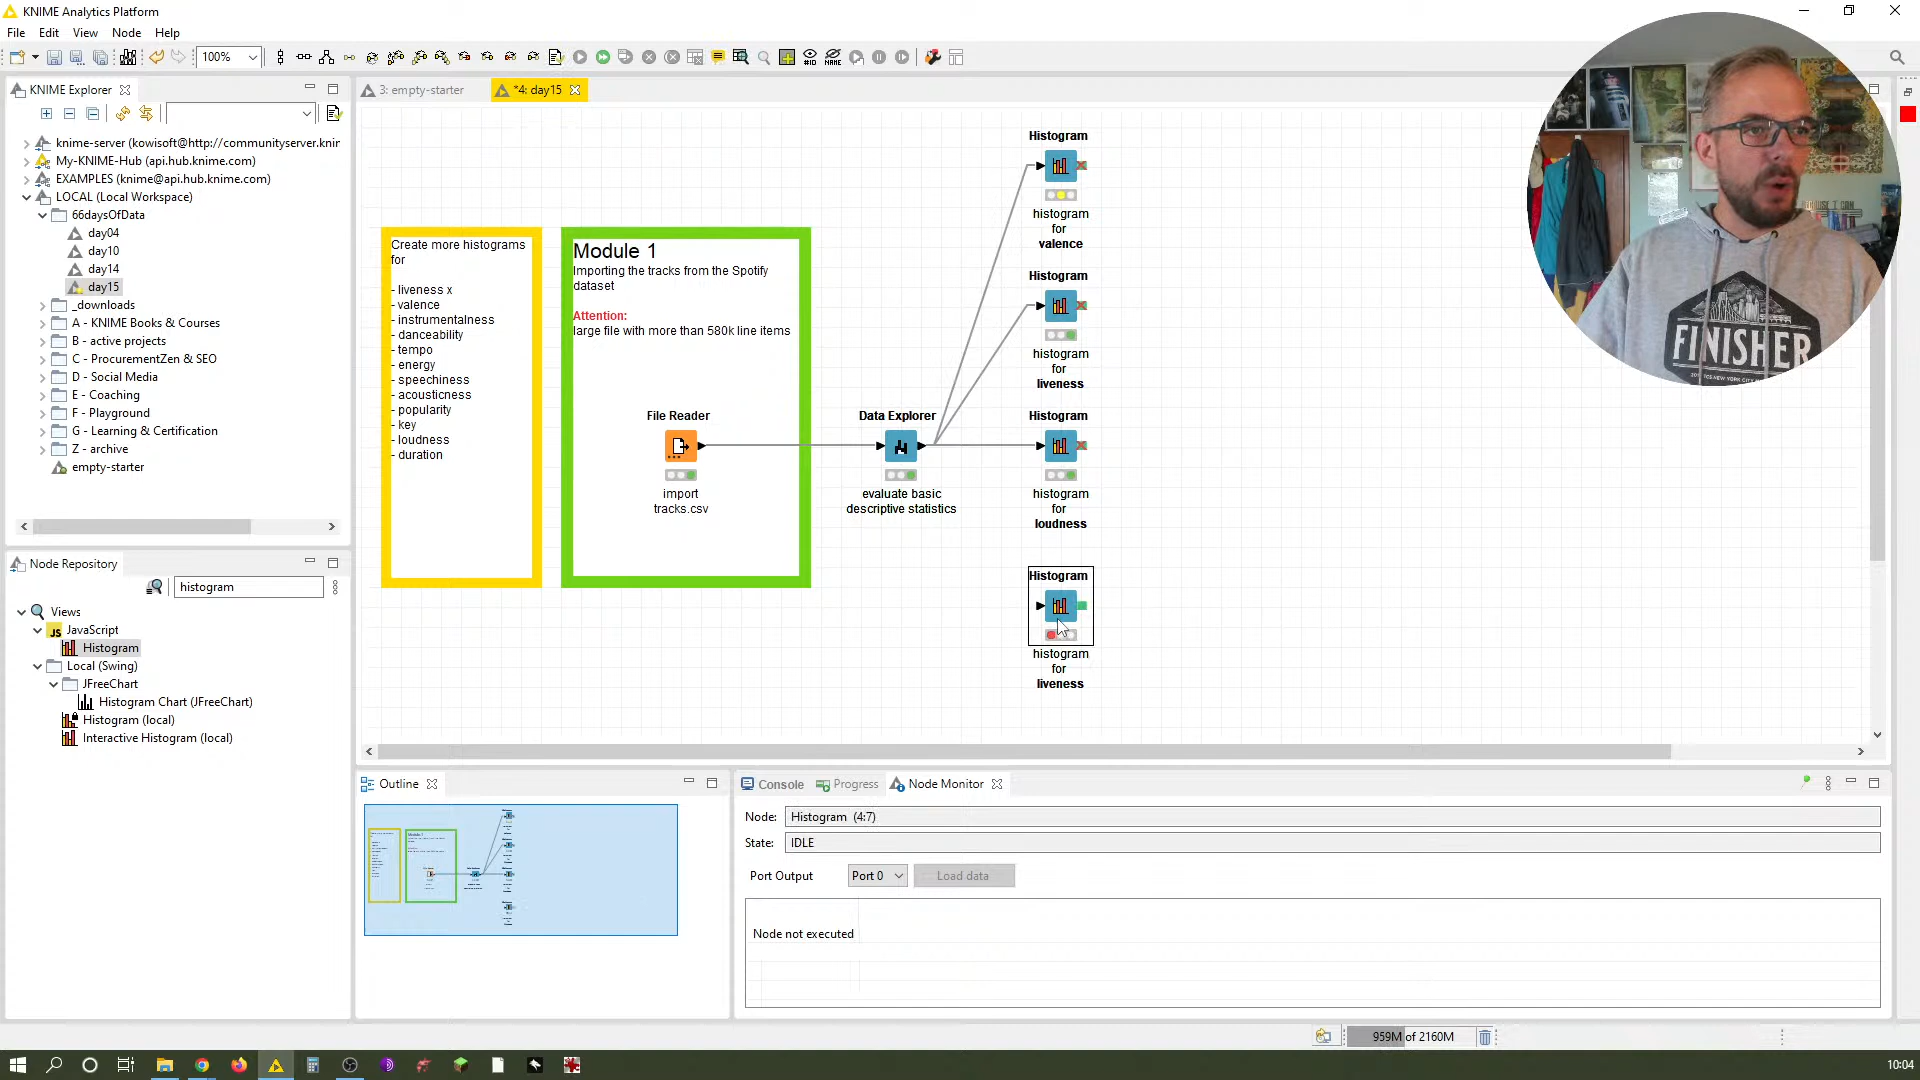 KNIME Analytics Platform
File Edit View Node Help
100%
KNIME Explorer
3: empty-starter
*4: day15
knime-server (kowisoft@http://communityserver.knir
My-KNIME-Hub (api.hub.knime.com)
EXAMPLES (knime@api.hub.knime.com)
LOCAL (Local Workspace)
66daysOfData
day04
day10
day14
day15
_downloads
A - KNIME Books & Courses
B - active projects
C - ProcurementZen & SEO
D - Social Media
E - Coaching
F - Playground
G - Learning & Certification
Z - archive
empty-starter
Node Repository
histogram
Views
JavaScript
Histogram
Local (Swing)
JFreeChart
Histogram Chart (JFreeChart)
Histogram (local)
Interactive Histogram (local)
Create more histograms
for
- liveness x
- valence
- instrumentalness
- danceability
- tempo
- energy
- speechiness
- acousticness
- popularity
- key
- loudness
- duration
Module 1
Importing the tracks from the Spotify
dataset
Attention:
large file with more than 580k line items
File Reader
import
tracks.csv
Data Explorer
evaluate basic
descriptive statistics
Histogram
histogram
for
valence
Histogram
histogram
for
liveness
Histogram
histogram
for
loudness
Histogram
histogram
for
liveness
FINISHER
Outline
Console
Progress
Node Monitor
Node:
Histogram (4:7)
State:
IDLE
Port Output
Port 0
Load data
Node not executed
959M of 2160M
10:04